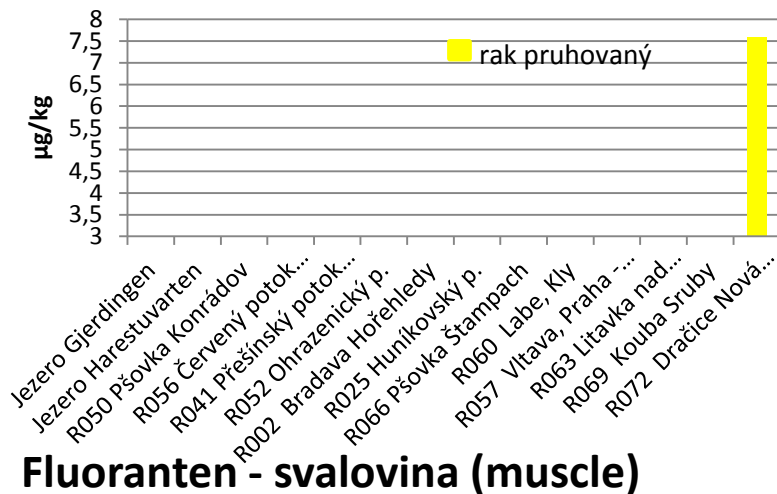 8
7,5
7
6,5
6
5,5
5
4,5
4
3,5
3
µg/kg
rak pruhovaný
Jezero Gjerdingen
Jezero Harestuvarten
R050 Pšovka Konrádov
R056 Červený potok...
R041 Přešínský potok...
R052 Ohrazenický p.
R002 Bradava Hořehledy
R025 Huníkovský p.
R066 Pšovka Štampach
R060 Labe, Kly
R057 Vltava, Praha -...
R063 Litavka nad...
R069 Kouba Sruby
R072 Dračice Nová...
Fluoranten - svalovina (muscle)